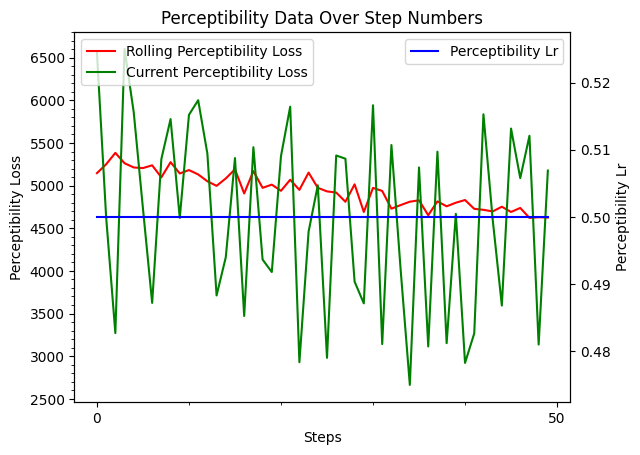 Perceptibility Data Over Step Numbers
Rolling Perceptibility Loss
Current Perceptibility Loss
Perceptibility Lr
6500
6000
5500
5000
4500
4000
3500
3000
2500
Perceptibility Loss
0.52
0.51
0.50
0.49
0.48
Perceptibility Lr
0
50
Steps